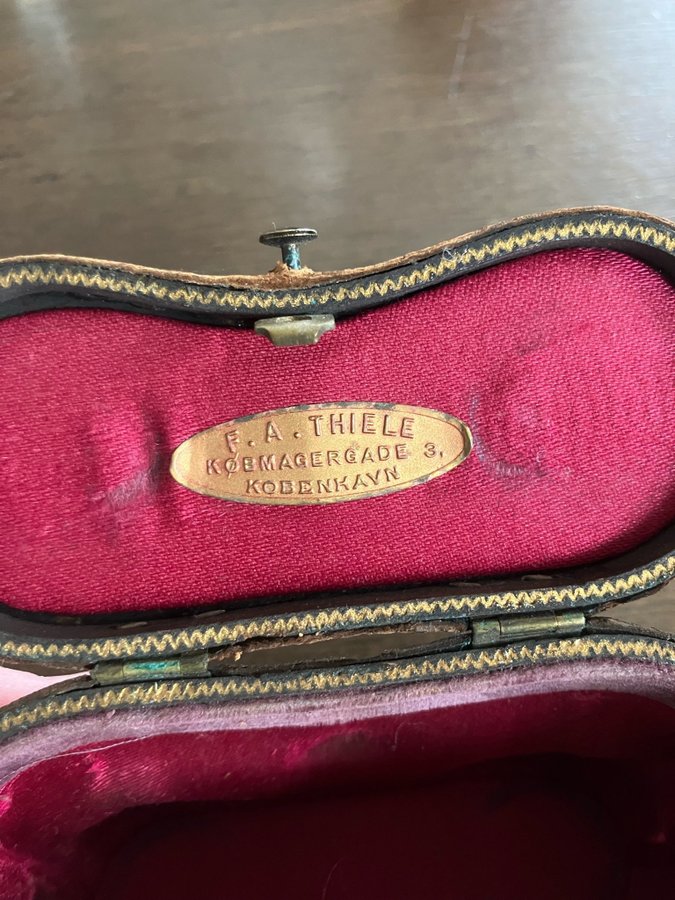 F. A. THIELE
KØBMAGERGADE 3,
KØBENHAVN